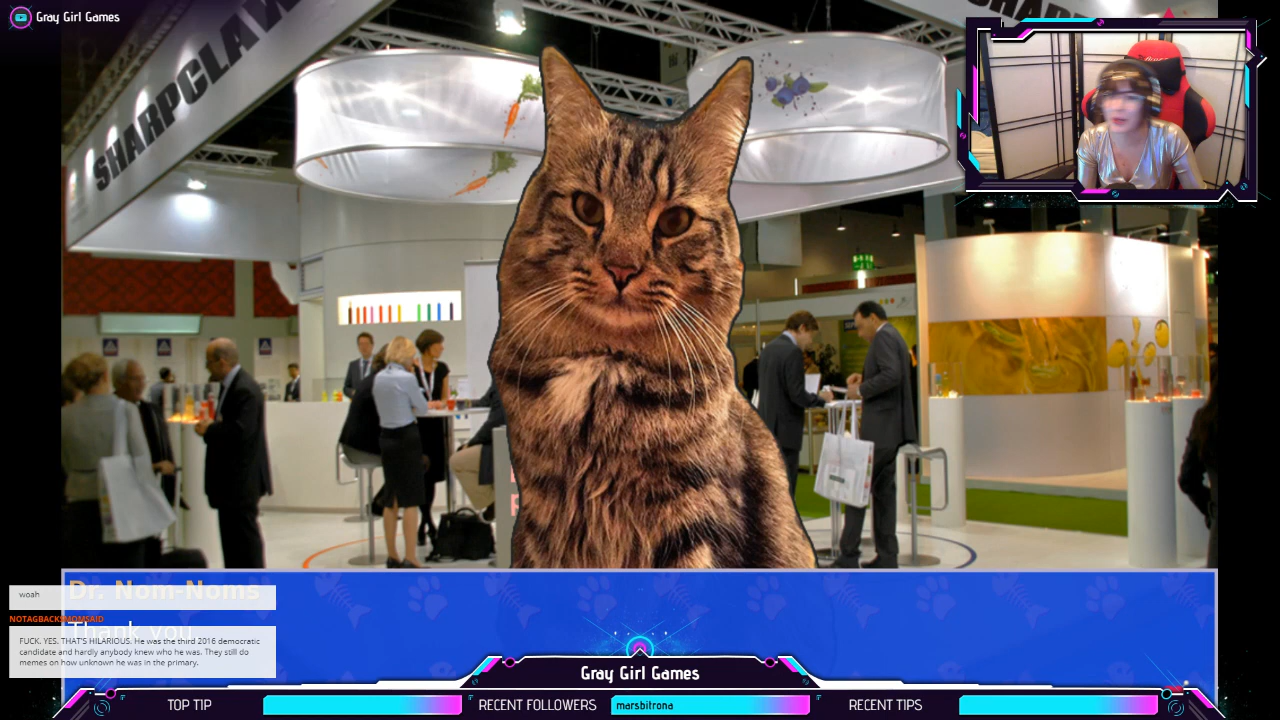 Gray Girl Games
SHARPCLAW
Dr. Nom-Noms
Thank you
woah
NOTAGBACKSMOMSAID
FUCK. YES. THAT'S HILARIOUS. He was the third 2016 democratic
candidate and hardly anybody knew who he was. They still do
memes on how unknown he was in the primary.
Gray Girl Games
TOP TIP
RECENT FOLLOWERS
marsbitrona
RECENT TIPS